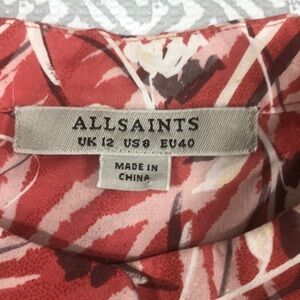 ALLSAINTS
UK 12 US 8 EU 40
MADE IN
CHINA